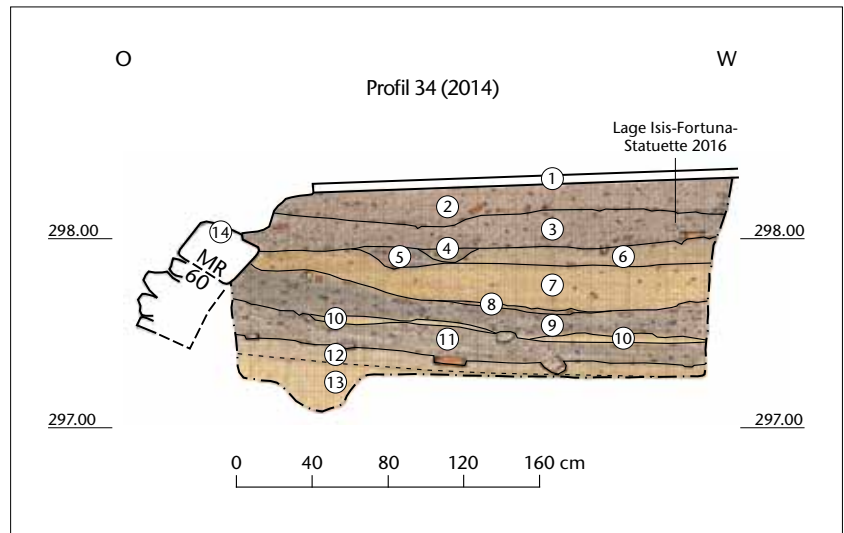 O
W
Profil 34 (2014)
Lage Isis-Fortuna-
Statuette 2016
1
2
14
3
298.00
298.00
4
5
6
MR
60
7
8
9
10
10
11
12
13
297.00
297.00
0 40 80 120 160 cm